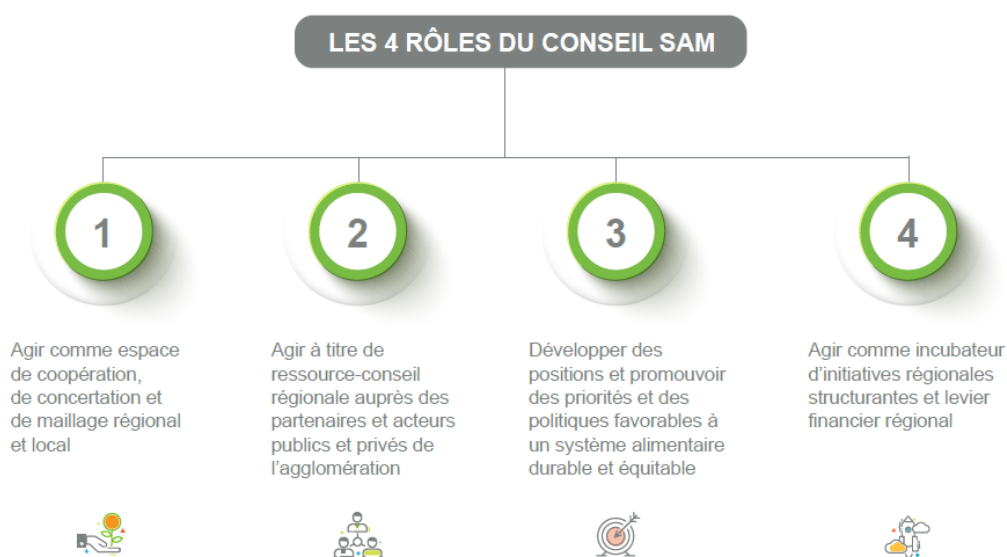 LES 4 RÔLES DU CONSEIL SAM
1
Agir comme espace
de coopération,
de concertation et
de maillage régional
et local
2
Agir à titre de
ressource-conseil
régionale auprès des
partenaires et acteurs
publics et privés de
l'agglomération
3
Développer des
positions et promouvoir
des priorités et des
politiques favorables à
un système alimentaire
durable et équitable
4
Agir comme incubateur
d'initiatives régionales
structurantes et levier
financier régional